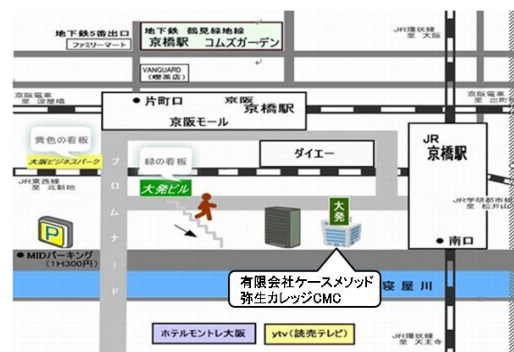 地下鉄5番出口
ファミリーマート
地下鉄 鶴見緑地線
京橋駅 コムズガーデン
JR環状線
至 大阪
VANGUARD
(喫茶店)
京阪電車
至 淀屋橋
●片町口 京阪
京橋駅
京阪モール
京阪電車
至 出町
黄色の看板
大阪ビジネスパーク
緑の看板
大発ビル
ダイエー
JR
京橋駅
JR東西線
至 北新地
プロムナード
大発
JR学研都市線
至 松井山
P
●MIDパーキング
(1H300円)
●南口
有限会社ケースメソッド
弥生カレッジCMC
寝屋川
ホテルモントレ大阪
ytv(読売テレビ)
JR環状線
至 天王寺